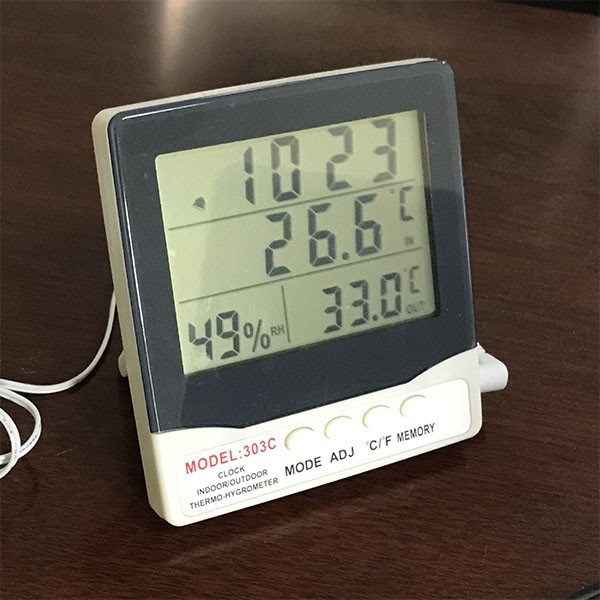 10 23
26.6 °C
IN
49% RH 33.0 °C
OUT
MODEL:303C
CLOCK
INDOOR/OUTDOOR
THERMO-HYGROMETER
MODE ADJ °C/°F MEMORY